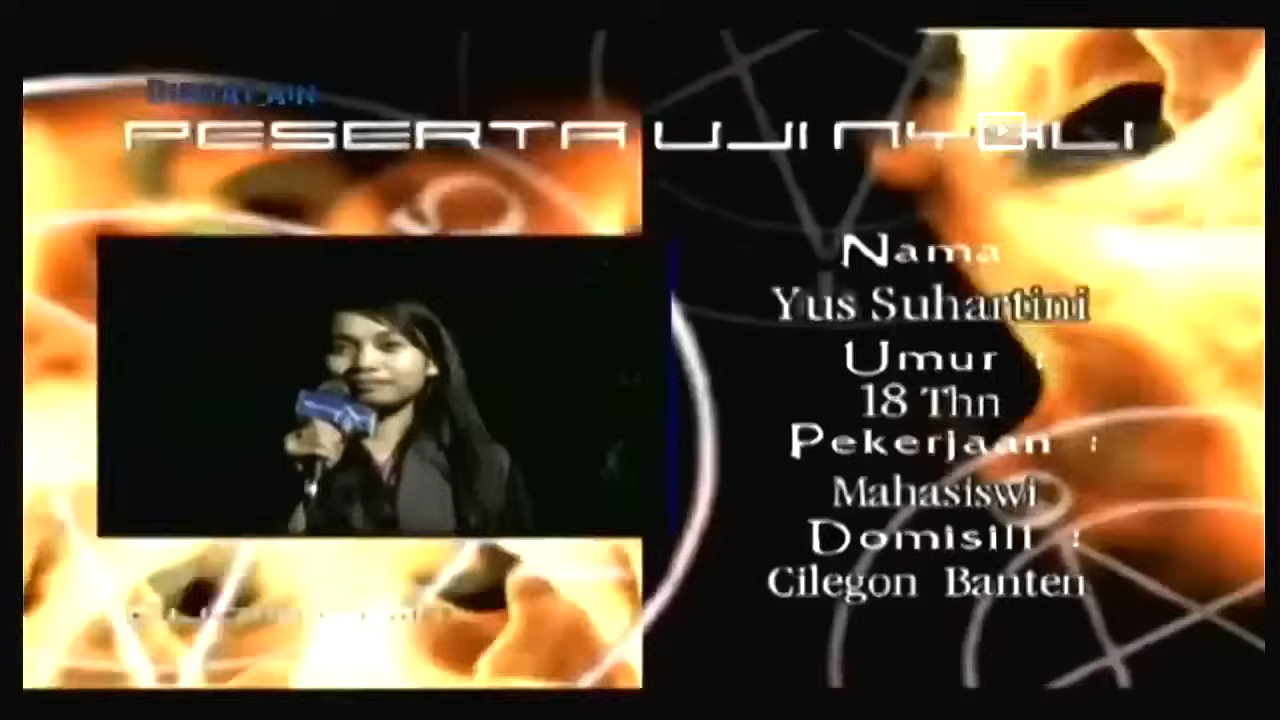 PESERTA UJI NYALI
Nama
Yus Suhartini
Umur :
18 Thn
Pekerjaan :
Mahasiswi
Domisili :
Cilegon Banten